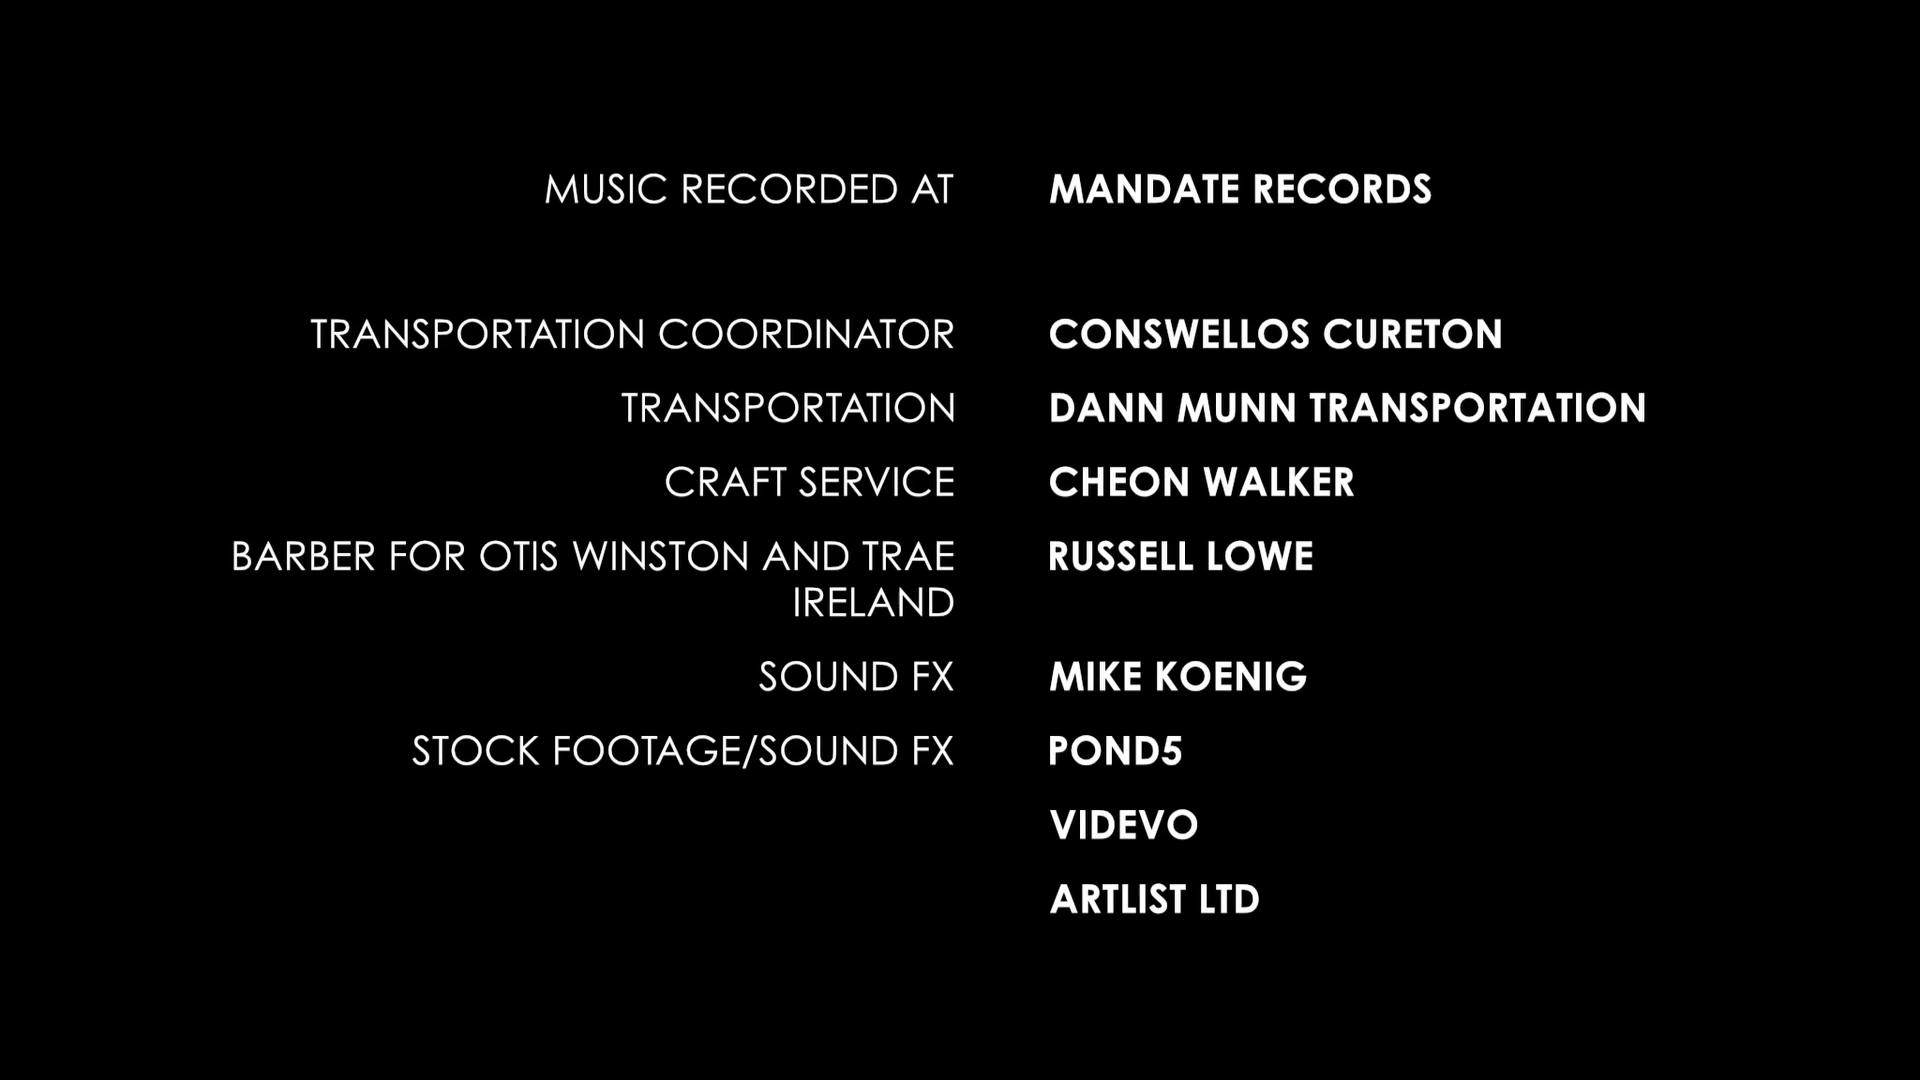 MUSIC RECORDED AT MANDATE RECORDS
TRANSPORTATION COORDINATOR CONSWELLOS CURETON
TRANSPORTATION DANN MUNN TRANSPORTATION
CRAFT SERVICE CHEON WALKER
BARBER FOR OTIS WINSTON AND TRAE RUSSELL LOWE
IRELAND
SOUND FX MIKE KOENIG
STOCK FOOTAGE/SOUND FX POND5
VIDEVO
ARTLIST LTD